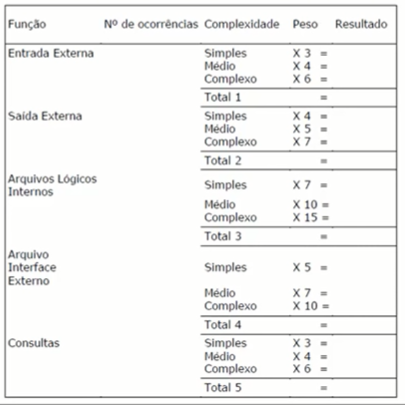 Função Nº de ocorrências Complexidade Peso Resultado
Entrada Externa Simples X 3 =
Médio X 4 =
Complexo X 6 =
Total 1 =
Saída Externa Simples X 4 =
Médio X 5 =
Complexo X 7 =
Total 2 =
Arquivos Lógicos
Internos Simples X 7 =
Médio X 10 =
Complexo X 15 =
Total 3 =
Arquivo
Interface Simples X 5 =
Externo
Médio X 7 =
Complexo X 10 =
Total 4 =
Consultas Simples X 3 =
Médio X 4 =
Complexo X 6 =
Total 5 =